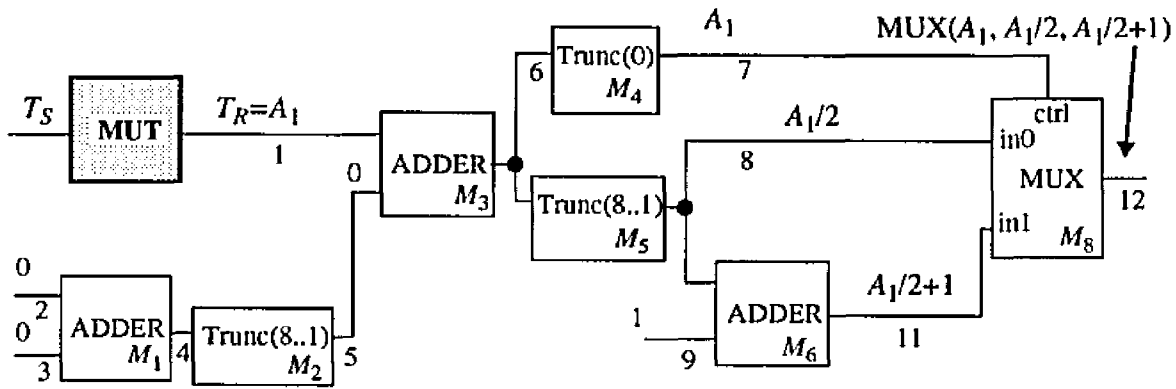 A1
MUX(A1, A1/2, A1/2+1)
6
Trunc(0)
M4
7
TS
MUT
TR=A1
1
A1/2
ctrl
in0
8
0
ADDER
M3
MUX
12
Trunc(8..1)
M5
in1
M8
0
2
ADDER
M1
0
3
4
Trunc(8..1)
M2
5
A1/2+1
1
9
ADDER
M6
11